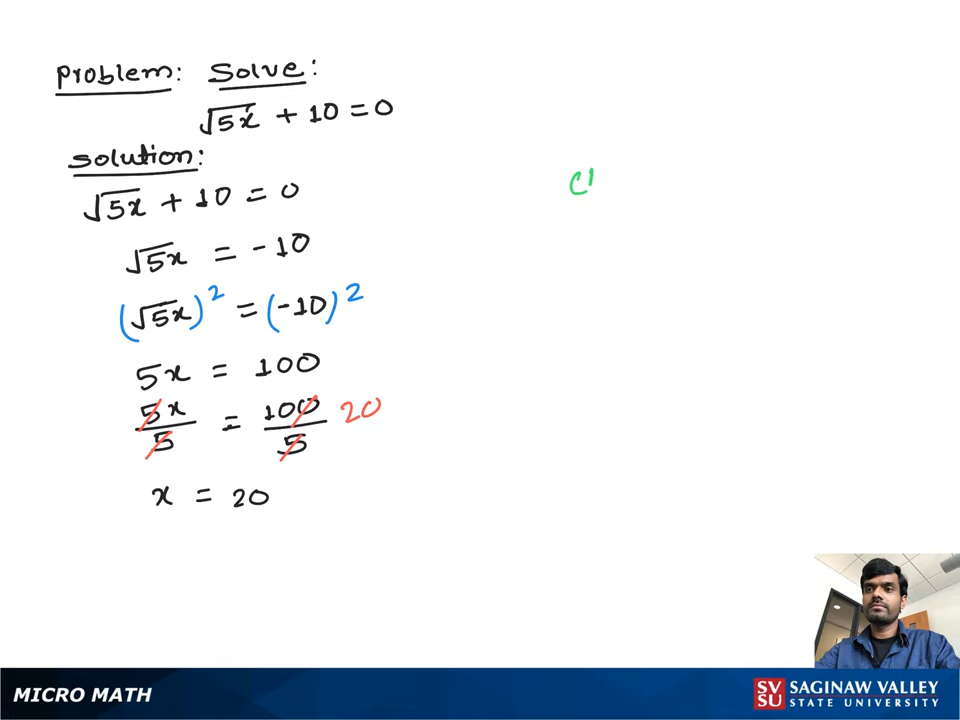 Problem: Solve:
√5x + 10 = 0
Solution:
√5x + 10 = 0
√5x = -10
(√5x)² = (-10)²
5x = 100
5x/5 = 100/5 20
x = 20
MICRO MATH
SVSU SAGINAW VALLEY
STATE UNIVERSITY